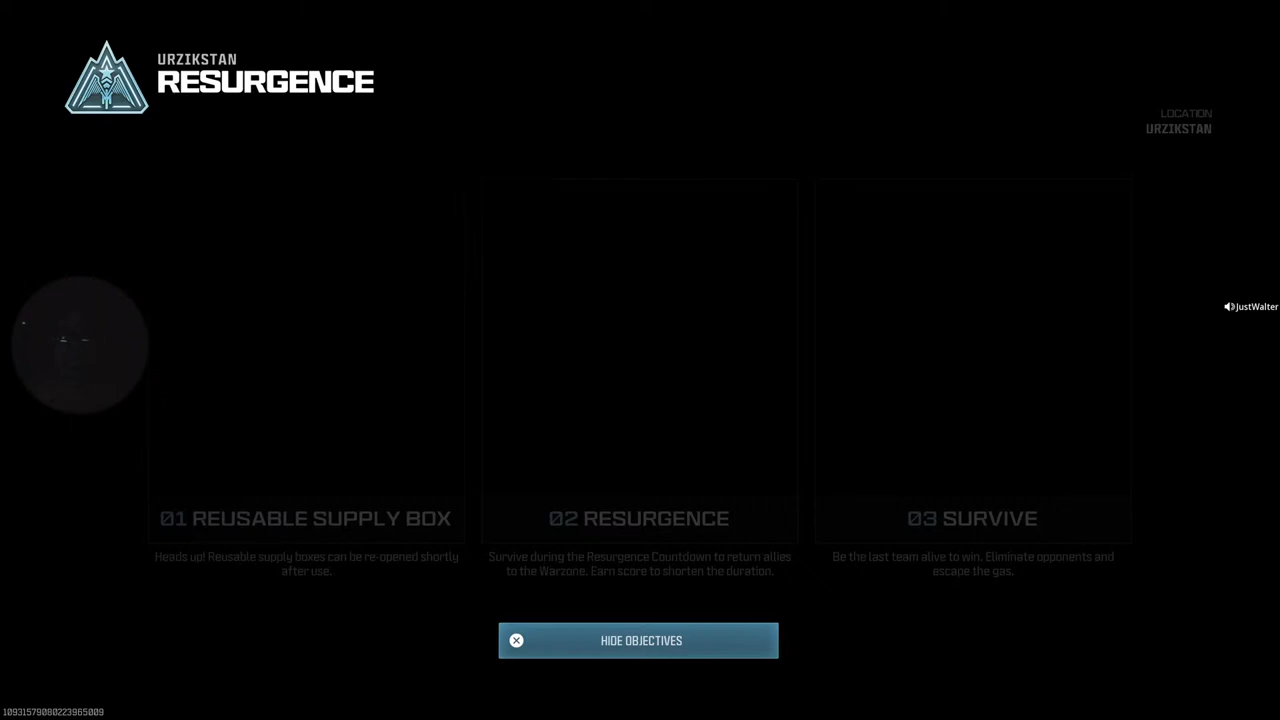 URZIKSTAN
RESURGENCE
LOCATION
URZIKSTAN
JustWalter
01 REUSABLE SUPPLY BOX
Heads up! Reusable supply boxes can be re-opened shortly
after use.
02 RESURGENCE
Survive during the Resurgence Countdown to return allies
to the Warzone. Earn score to shorten the duration.
03 SURVIVE
Be the last team alive to win. Eliminate opponents and
escape the gas.
HIDE OBJECTIVES
10931579080223965009